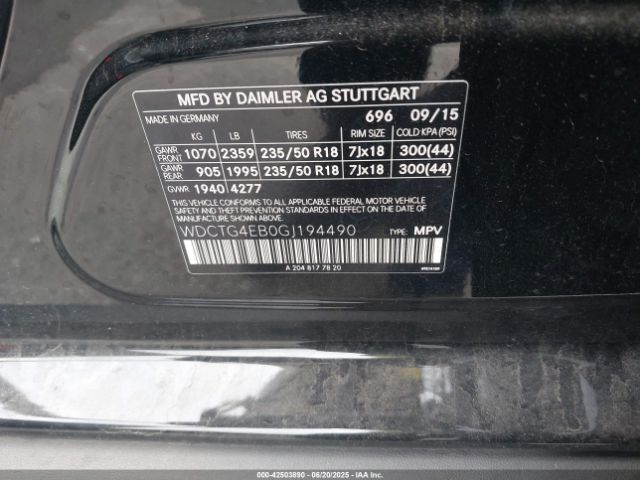 MFD BY DAIMLER AG STUTTGART
MADE IN GERMANY 696 09/15
KG LB TIRES RIM SIZE COLD KPA (PSI)
GAWR FRONT 1070 2359 235/50 R18 7Jx18 300(44)
GAWR REAR 905 1995 235/50 R18 7Jx18 300(44)
GVWR 1940 4277
THIS VEHICLE CONFORMS TO ALL APPLICABLE FEDERAL MOTOR VEHICLE
SAFETY AND THEFT PREVENTION STANDARDS IN EFFECT ON THE DATE
OF MANUFACTURE SHOWN ABOVE.
WDCTG4EB0GJ194490 TYPE: MPV
A 204 817 78 20
00-42503890 - 06/20/2025 - COPYRIGHT IAA, LLC.